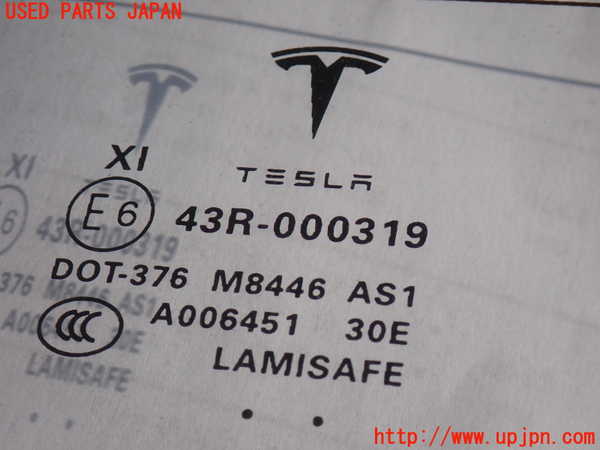 USED PARTS JAPAN
TESLA
XI
E6 43R-000319
DOT-376 M8446 AS1
CCC A006451 30E
LAMISAFE
. .
http://www.upjpn.com/